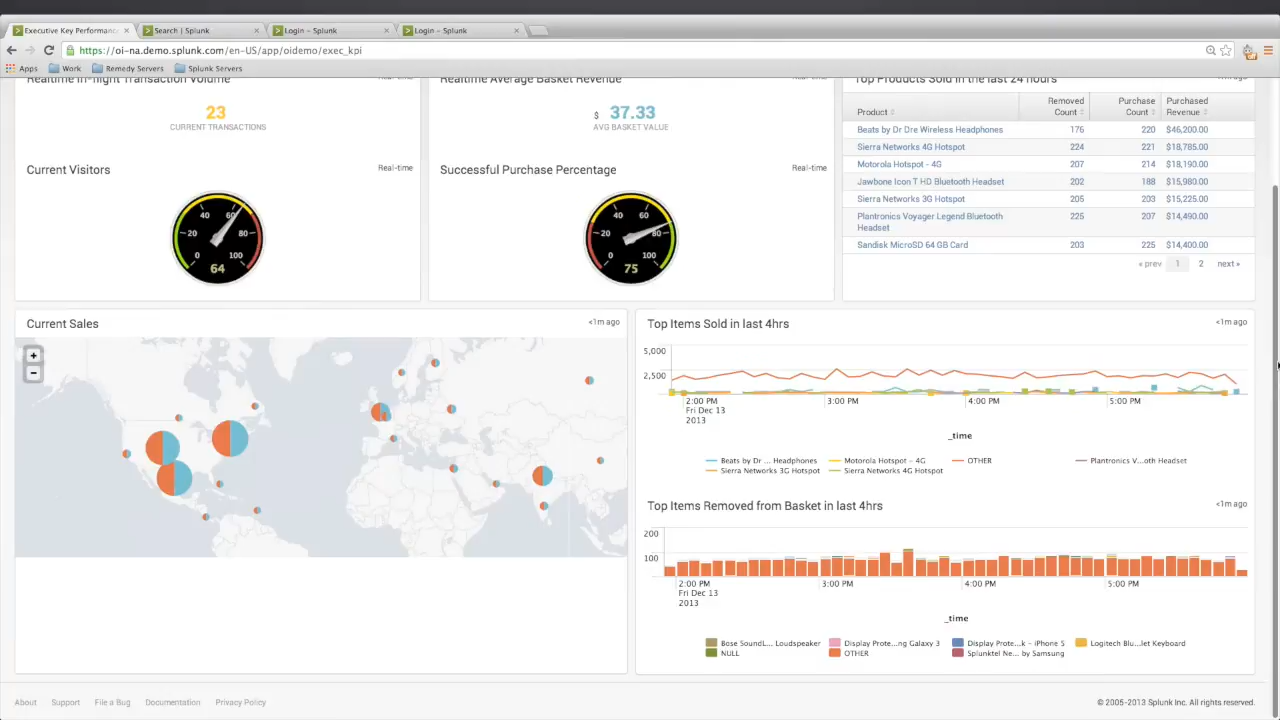 Executive Key Performanc
Search | Splunk
Login - Splunk
Login - Splunk
https://oi-na.demo.splunk.com/en-US/app/oidemo/exec_kpi
Apps
Work
Remedy Servers
Splunk Servers
Realtime In-flight Transaction Volume
23
CURRENT TRANSACTIONS
Current Visitors
Real-time
0
20
40
60
80
100
64
Realtime Average Basket Revenue
$ 37.33
AVG BASKET VALUE
Successful Purchase Percentage
Real-time
0
20
40
60
80
100
75
Top Products Sold in the last 24 hours
Product Removed Count Purchase Count Purchased Revenue
Beats by Dr Dre Wireless Headphones 176 220 $46,200.00
Sierra Networks 4G Hotspot 224 221 $18,785.00
Motorola Hotspot - 4G 207 214 $18,190.00
Jawbone Icon T HD Bluetooth Headset 202 188 $15,980.00
Sierra Networks 3G Hotspot 205 203 $15,225.00
Plantronics Voyager Legend Bluetooth 225 207 $14,490.00
Headset
Sandisk MicroSD 64 GB Card 203 225 $14,400.00
« prev 1 2 next »
Current Sales
<1m ago
+
−
Top Items Sold in last 4hrs
<1m ago
5,000
2,500
2:00 PM 3:00 PM 4:00 PM 5:00 PM
Fri Dec 13
2013
_time
Beats by Dr ... Headphones Motorola Hotspot - 4G OTHER Plantronics V...oth Headset
Sierra Networks 3G Hotspot Sierra Networks 4G Hotspot
Top Items Removed from Basket in last 4hrs
<1m ago
200
100
2:00 PM 3:00 PM 4:00 PM 5:00 PM
Fri Dec 13
2013
_time
Bose SoundL... Loudspeaker Display Prote...ng Galaxy 3 Display Prote...k - iPhone 5 Logitech Blu...let Keyboard
NULL OTHER Splunktel Ne... by Samsung
About Support File a Bug Documentation Privacy Policy
© 2005-2013 Splunk Inc. All rights reserved.